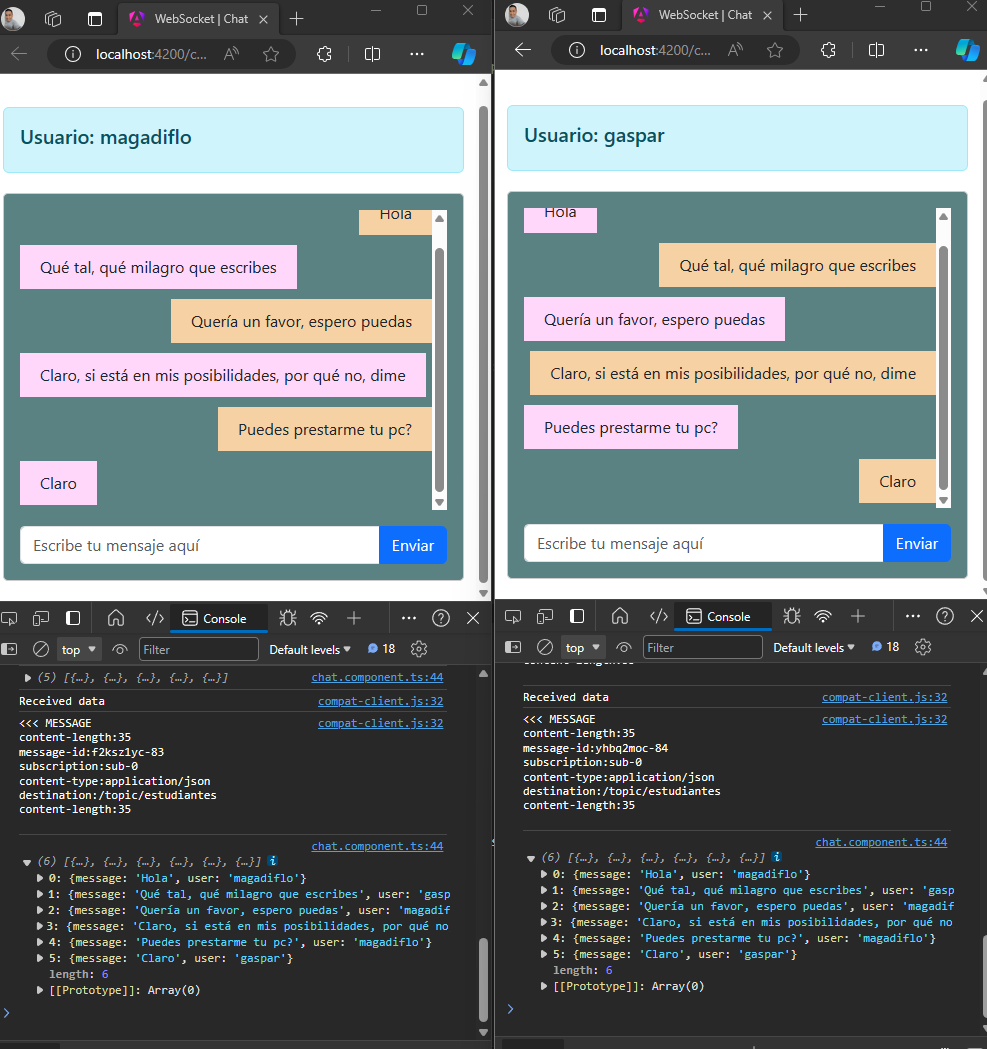 WebSocket | Chat
localhost:4200/c...
Usuario: magadiflo
Hola
Qué tal, qué milagro que escribes
Quería un favor, espero puedas
Claro, si está en mis posibilidades, por qué no, dime
Puedes prestarme tu pc?
Claro
Escribe tu mensaje aquí
Enviar
Console
top
Filter
Default levels
18
(5) [{…}, {…}, {…}, {…}, {…}]
chat.component.ts:44
Received data
compat-client.js:32
<<< MESSAGE
compat-client.js:32
content-length:35
message-id:f2ksz1yc-83
subscription:sub-0
content-type:application/json
destination:/topic/estudiantes
content-length:35
chat.component.ts:44
(6) [{…}, {…}, {…}, {…}, {…}, {…}]
0: {message: 'Hola', user: 'magadiflo'}
1: {message: 'Qué tal, qué milagro que escribes', user: 'gasp
2: {message: 'Quería un favor, espero puedas', user: 'magadif
3: {message: 'Claro, si está en mis posibilidades, por qué no
4: {message: 'Puedes prestarme tu pc?', user: 'magadiflo'}
5: {message: 'Claro', user: 'gaspar'}
length: 6
[[Prototype]]: Array(0)
WebSocket | Chat
localhost:4200/c...
Usuario: gaspar
Hola
Qué tal, qué milagro que escribes
Quería un favor, espero puedas
Claro, si está en mis posibilidades, por qué no, dime
Puedes prestarme tu pc?
Claro
Escribe tu mensaje aquí
Enviar
Console
top
Filter
Default levels
18
Received data
compat-client.js:32
<<< MESSAGE
compat-client.js:32
content-length:35
message-id:yhbq2moc-84
subscription:sub-0
content-type:application/json
destination:/topic/estudiantes
content-length:35
chat.component.ts:44
(6) [{…}, {…}, {…}, {…}, {…}, {…}]
0: {message: 'Hola', user: 'magadiflo'}
1: {message: 'Qué tal, qué milagro que escribes', user: 'gasp
2: {message: 'Quería un favor, espero puedas', user: 'magadif
3: {message: 'Claro, si está en mis posibilidades, por qué no
4: {message: 'Puedes prestarme tu pc?', user: 'magadiflo'}
5: {message: 'Claro', user: 'gaspar'}
length: 6
[[Prototype]]: Array(0)